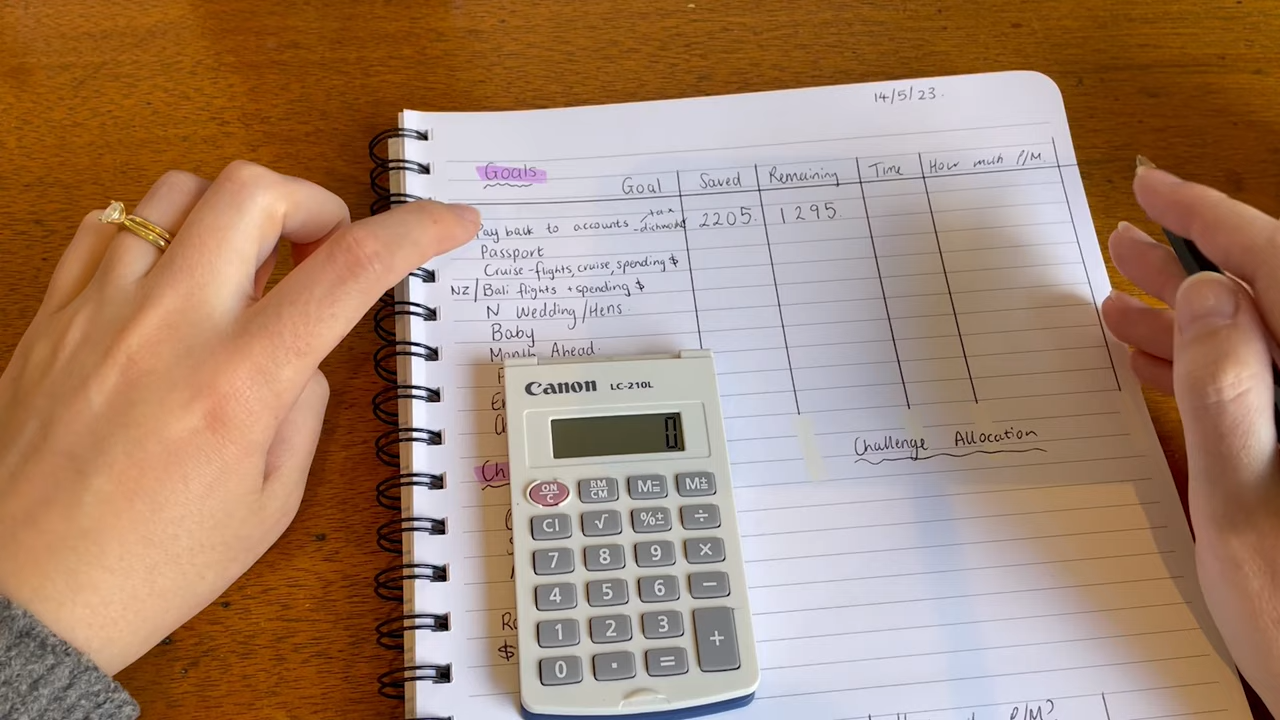 14/5/23.
Goals
Goal Saved Remaining Time How much P/M.
Pay back to accounts - tax 2205. 1295.
Passport
Cruise - flights, cruise, spending $
NZ/ Bali flights + spending $
N Wedding/Hens.
Baby
Month Ahead.
Challenge Allocation
Ch
$
P/M?
Canon LC-210L
0
ON/C RM/CM M= M±
CI √ %± ÷
7 8 9 ×
4 5 6 −
1 2 3 +
0 . =